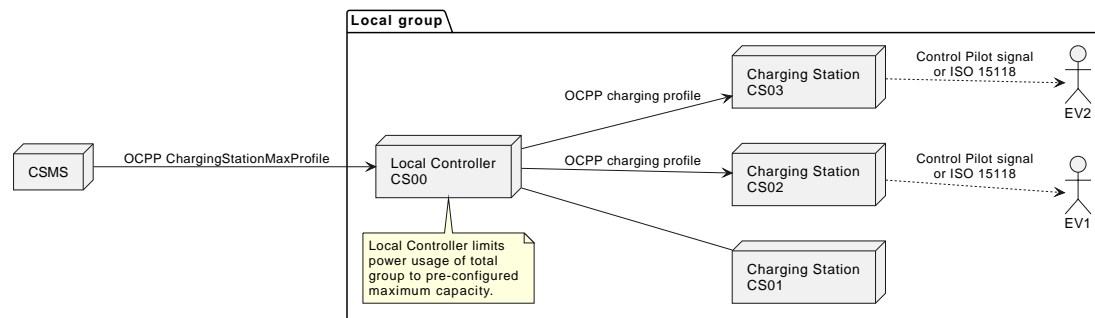 Local group
Charging Station
CS03
Control Pilot signal
or ISO 15118
EV2
OCPP charging profile
CSMS
OCPP ChargingStationMaxProfile
Local Controller
CS00
OCPP charging profile
Charging Station
CS02
Control Pilot signal
or ISO 15118
EV1
Local Controller limits
power usage of total
group to pre-configured
maximum capacity.
Charging Station
CS01